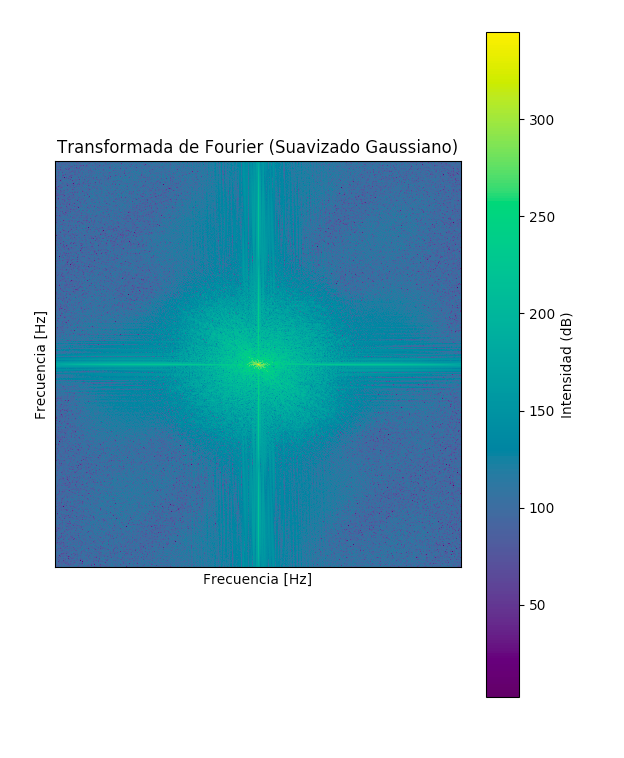 Transformada de Fourier (Suavizado Gaussiano)
Frecuencia [Hz]
Frecuencia [Hz]
300
250
200
150
100
50
Intensidad (dB)